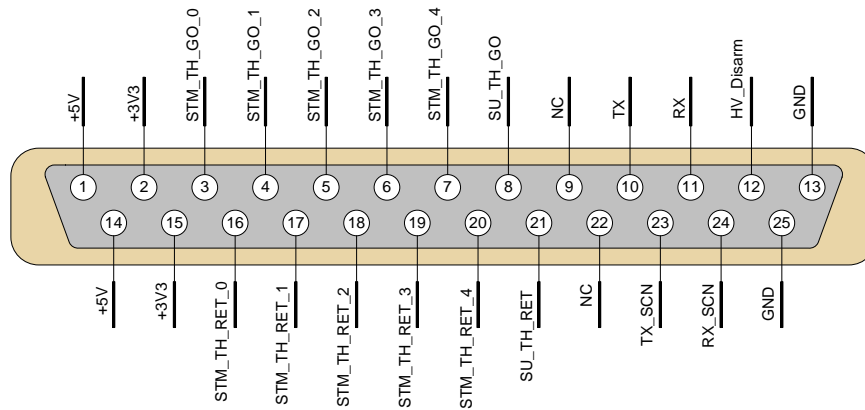 +5V
+3V3
STM_TH_GO_0
STM_TH_GO_1
STM_TH_GO_2
STM_TH_GO_3
STM_TH_GO_4
SU_TH_GO
NC
TX
RX
HV_Disarm
GND
1
2
3
4
5
6
7
8
9
10
11
12
13
14
15
16
17
18
19
20
21
22
23
24
25
+5V
+3V3
STM_TH_RET_0
STM_TH_RET_1
STM_TH_RET_2
STM_TH_RET_3
STM_TH_RET_4
SU_TH_RET
NC
TX_SCN
RX_SCN
GND